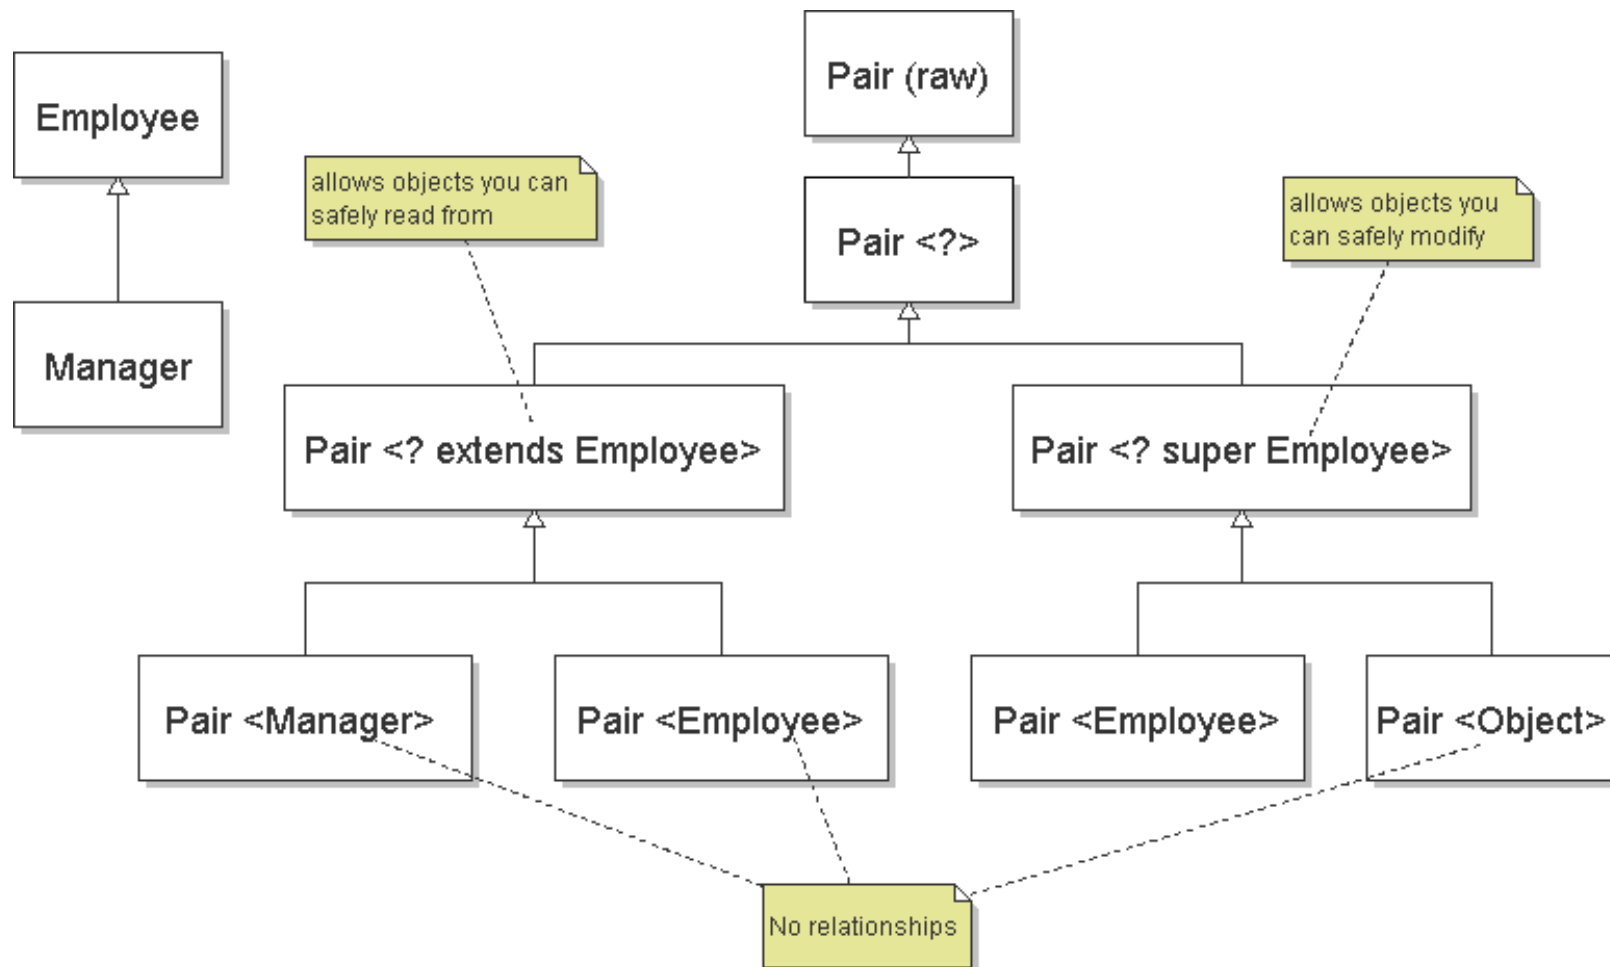 Pair (raw)
Employee
allows objects you can
safely read from
Pair <?>
allows objects you
can safely modify
Manager
Pair <? extends Employee>
Pair <? super Employee>
Pair <Manager>
Pair <Employee>
Pair <Employee>
Pair <Object>
No relationships